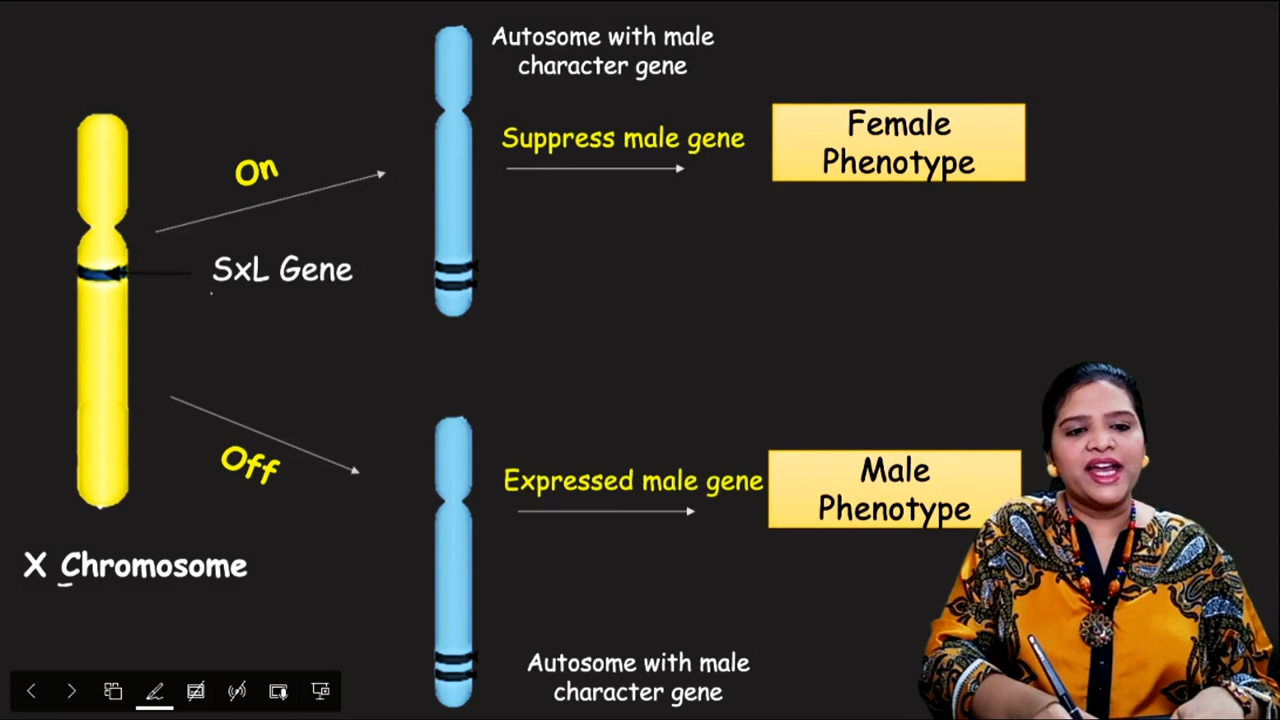 Autosome with male
character gene
Suppress male gene
Female
Phenotype
On
SxL Gene
Off
Expressed male gene
Male
Phenotype
X Chromosome
Autosome with male
character gene